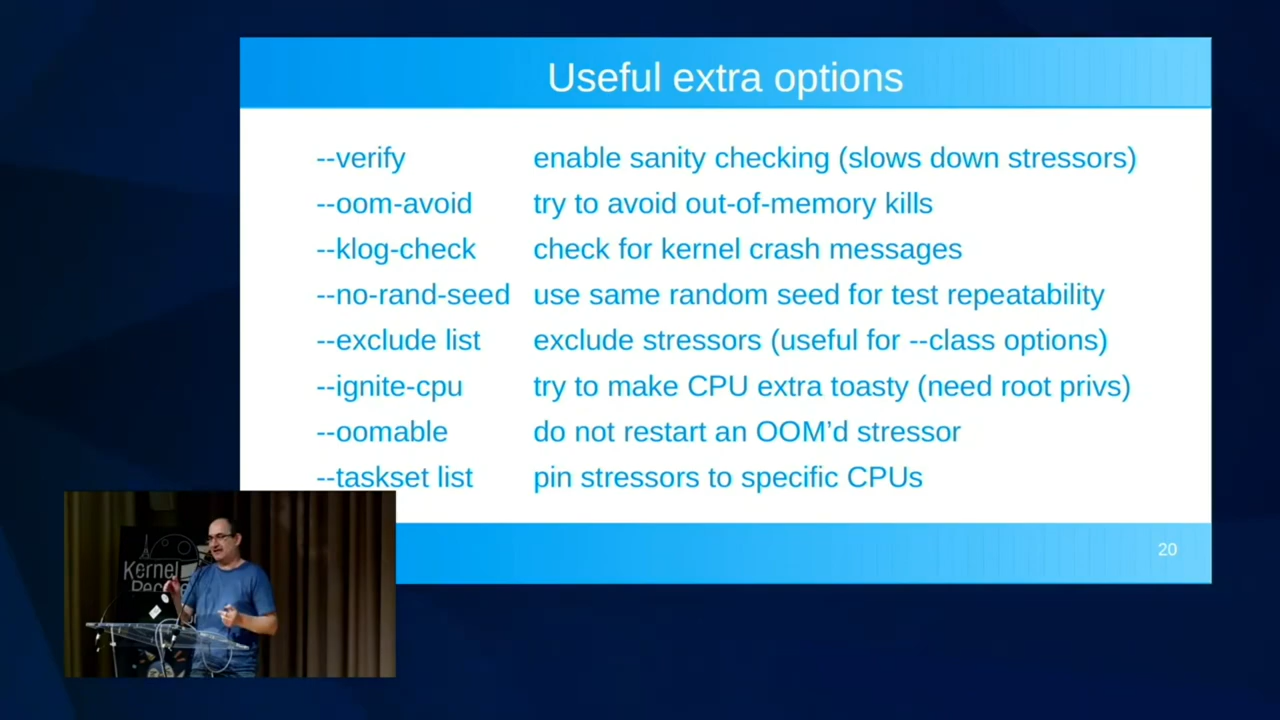 Useful extra options
--verify enable sanity checking (slows down stressors)
--oom-avoid try to avoid out-of-memory kills
--klog-check check for kernel crash messages
--no-rand-seed use same random seed for test repeatability
--exclude list exclude stressors (useful for --class options)
--ignite-cpu try to make CPU extra toasty (need root privs)
--oomable do not restart an OOM’d stressor
--taskset list pin stressors to specific CPUs
20
Kernel